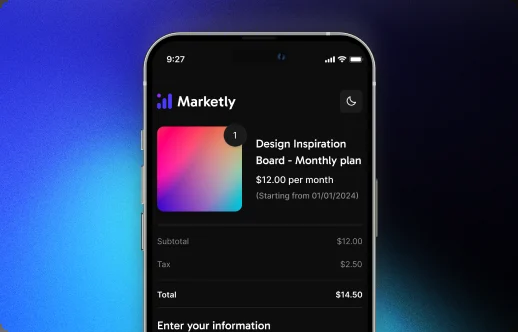 9:27
Marketly
1
Design Inspiration
Board - Monthly plan
$12.00 per month
(Starting from 01/01/2024)
Subtotal $12.00
Tax $2.50
Total $14.50
Enter your information